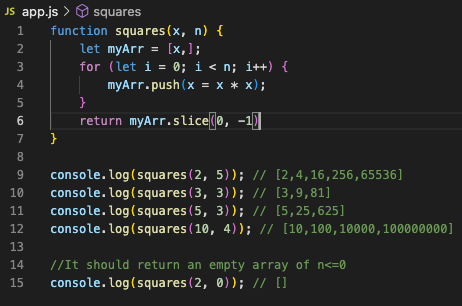 JS app.js > squares
1 function squares(x, n) {
2 let myArr = [x,];
3 for (let i = 0; i < n; i++) {
4 myArr.push(x = x * x);
5 }
6 return myArr.slice(0, -1)
7 }
8
9 console.log(squares(2, 5)); // [2,4,16,256,65536]
10 console.log(squares(3, 3)); // [3,9,81]
11 console.log(squares(5, 3)); // [5,25,625]
12 console.log(squares(10, 4)); // [10,100,10000,100000000]
13
14 //It should return an empty array of n<=0
15 console.log(squares(2, 0)); // []